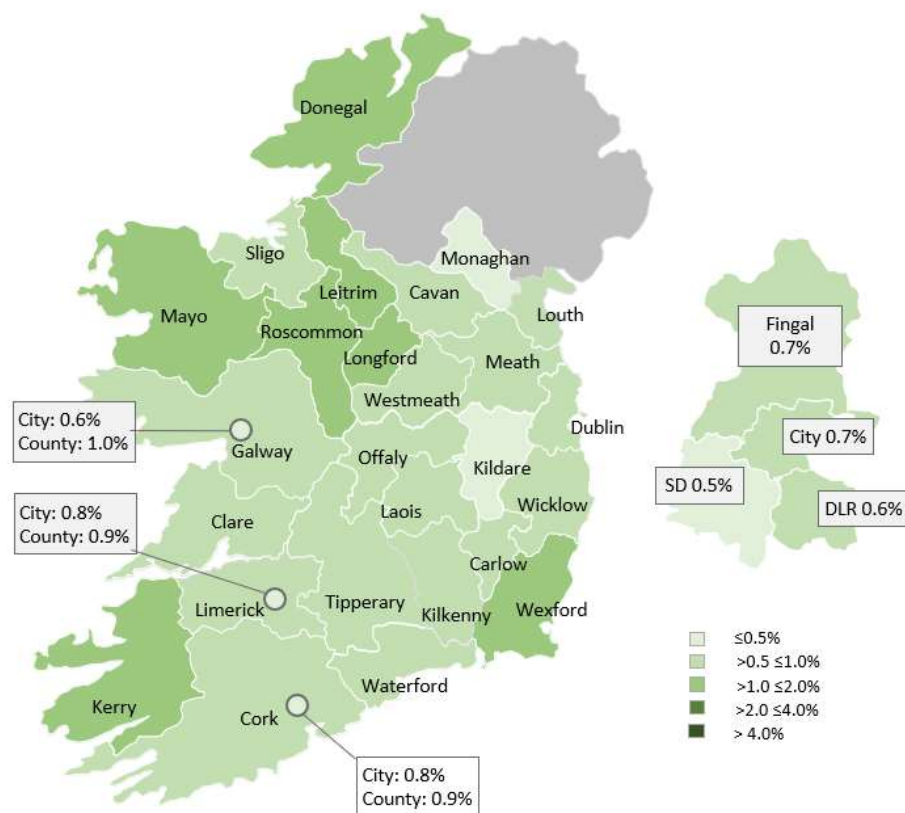 Donegal
Monaghan
Sligo
Cavan
Leitrim
Louth
Mayo
Roscommon
Longford
Meath
Westmeath
Dublin
City: 0.6%
County: 1.0%
Galway
Offaly
Kildare
City: 0.8%
County: 0.9%
Clare
Laois
Wicklow
Carlow
Limerick
Tipperary
Kilkenny
Wexford
Waterford
Kerry
Cork
City: 0.8%
County: 0.9%
Fingal
0.7%
City 0.7%
SD 0.5%
DLR 0.6%
≤0.5%
>0.5 ≤1.0%
>1.0 ≤2.0%
>2.0 ≤4.0%
> 4.0%